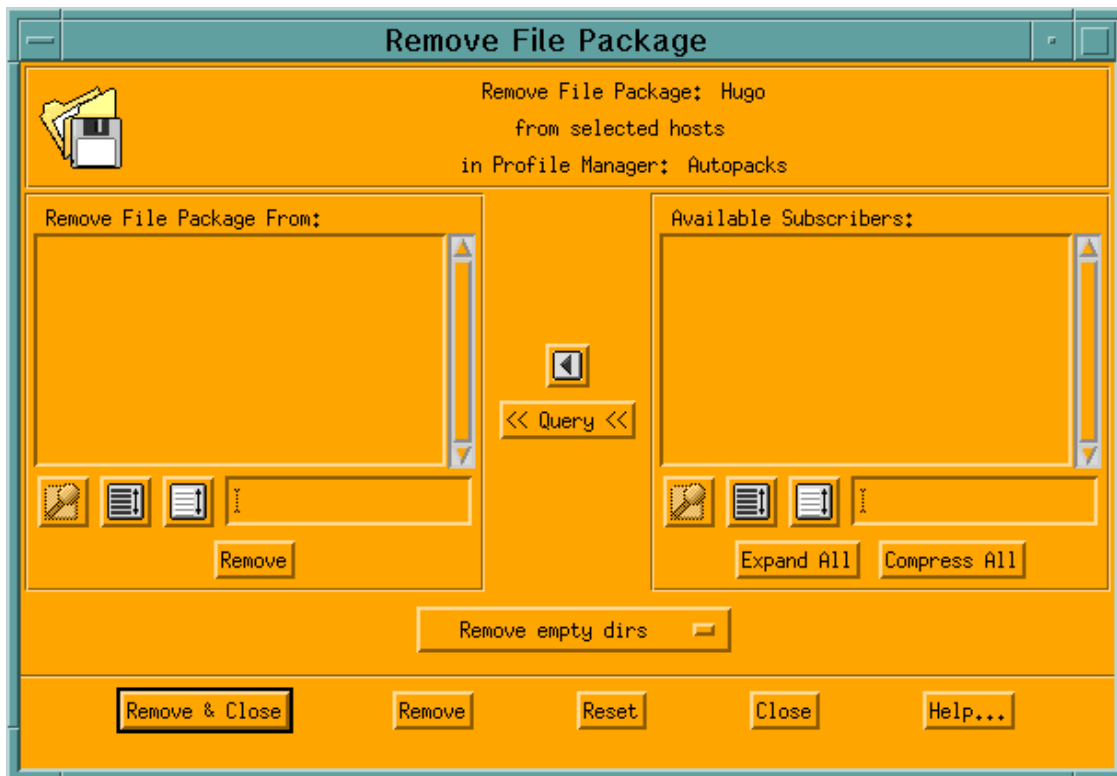 Remove File Package
Remove File Package: Hugo
from selected hosts
in Profile Manager: Autopacks
Remove File Package From:
Available Subscribers:
<< Query <<
Remove
Expand All
Compress All
Remove empty dirs
Remove & Close
Remove
Reset
Close
Help...